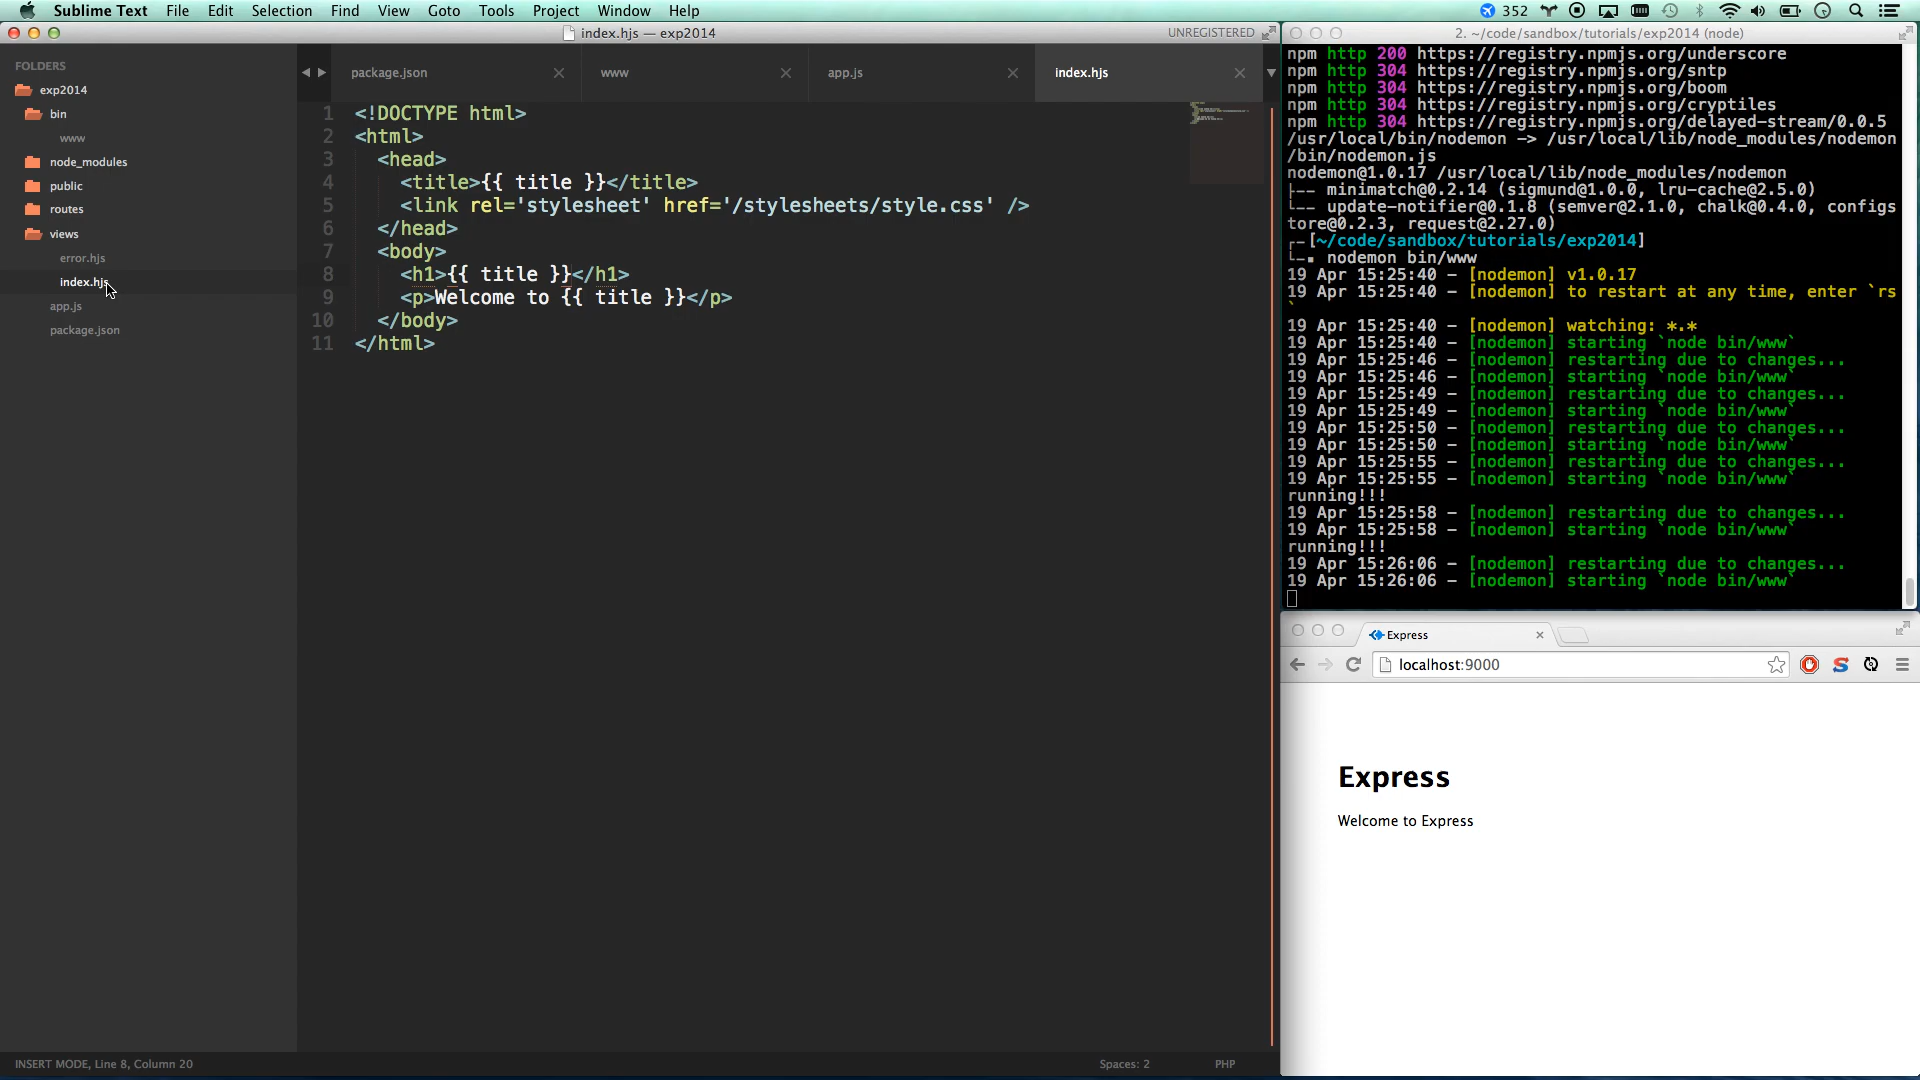 Sublime Text File Edit Selection Find View Goto Tools Project Window Help 352
index.hjs — exp2014 UNREGISTERED
FOLDERS
exp2014
bin
www
node_modules
public
routes
views
error.hjs
index.hjs
app.js
package.json
package.json www app.js index.hjs
1 <!DOCTYPE html>
2 <html>
3 <head>
4 <title>{{ title }}</title>
5 <link rel='stylesheet' href='/stylesheets/style.css' />
6 </head>
7 <body>
8 <h1>{{ title }}</h1>
9 <p>Welcome to {{ title }}</p>
10 </body>
11 </html>
INSERT MODE, Line 8, Column 20 Spaces: 2 PHP
2. ~/code/sandbox/tutorials/exp2014 (node)
npm http 200 https://registry.npmjs.org/underscore
npm http 304 https://registry.npmjs.org/sntp
npm http 304 https://registry.npmjs.org/boom
npm http 304 https://registry.npmjs.org/cryptiles
npm http 304 https://registry.npmjs.org/delayed-stream/0.0.5
/usr/local/bin/nodemon -> /usr/local/lib/node_modules/nodemon
/bin/nodemon.js
nodemon@1.0.17 /usr/local/lib/node_modules/nodemon
├── minimatch@0.2.14 (sigmund@1.0.0, lru-cache@2.5.0)
└── update-notifier@0.1.8 (semver@2.1.0, chalk@0.4.0, configs
tore@0.2.3, request@2.27.0)
┌─[~/code/sandbox/tutorials/exp2014]
└─▪ nodemon bin/www
19 Apr 15:25:40 - [nodemon] v1.0.17
19 Apr 15:25:40 - [nodemon] to restart at any time, enter `rs
`
19 Apr 15:25:40 - [nodemon] watching: *.*
19 Apr 15:25:40 - [nodemon] starting `node bin/www`
19 Apr 15:25:46 - [nodemon] restarting due to changes...
19 Apr 15:25:46 - [nodemon] starting `node bin/www`
19 Apr 15:25:49 - [nodemon] restarting due to changes...
19 Apr 15:25:49 - [nodemon] starting `node bin/www`
19 Apr 15:25:50 - [nodemon] restarting due to changes...
19 Apr 15:25:50 - [nodemon] starting `node bin/www`
19 Apr 15:25:55 - [nodemon] restarting due to changes...
19 Apr 15:25:55 - [nodemon] starting `node bin/www`
running!!!
19 Apr 15:25:58 - [nodemon] restarting due to changes...
19 Apr 15:25:58 - [nodemon] starting `node bin/www`
running!!!
19 Apr 15:26:06 - [nodemon] restarting due to changes...
19 Apr 15:26:06 - [nodemon] starting `node bin/www`
Express
localhost:9000
Express
Welcome to Express